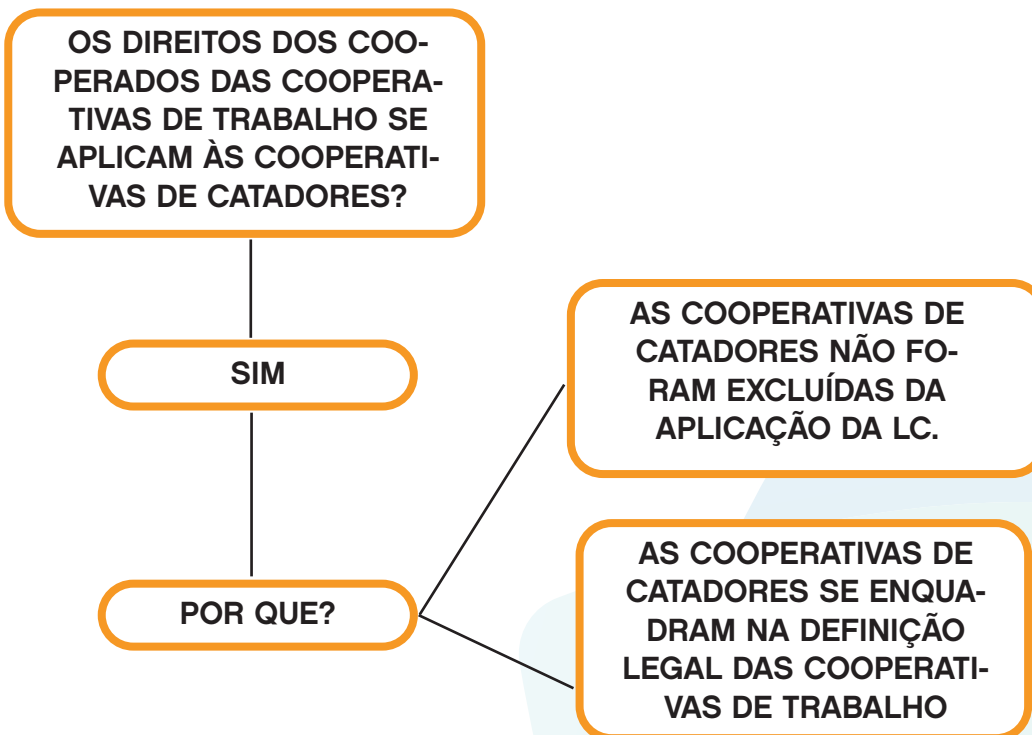 OS DIREITOS DOS COO-
PERADOS DAS COOPERA-
TIVAS DE TRABALHO SE
APLICAM ÀS COOPERATI-
VAS DE CATADORES?
SIM
POR QUE?
AS COOPERATIVAS DE
CATADORES NÃO FO-
RAM EXCLUÍDAS DA
APLICAÇÃO DA LC.
AS COOPERATIVAS DE
CATADORES SE ENQUA-
DRAM NA DEFINIÇÃO
LEGAL DAS COOPERATI-
VAS DE TRABALHO